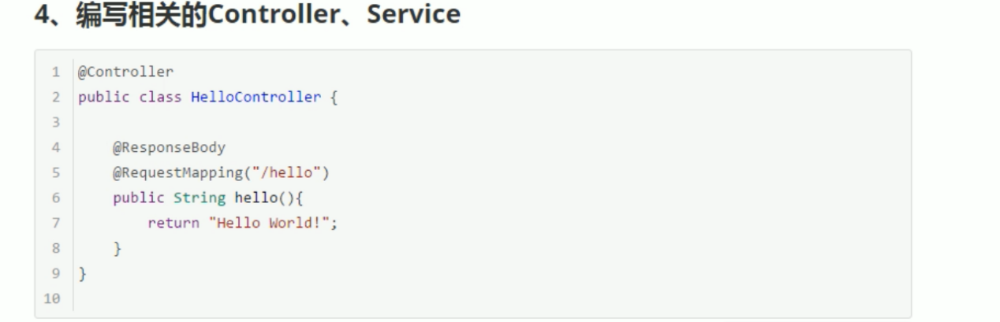 4、编写相关的Controller、Service
1 @Controller
2 public class HelloController {
3
4     @ResponseBody
5     @RequestMapping("/hello")
6     public String hello(){
7         return "Hello World!";
8     }
9 }
10